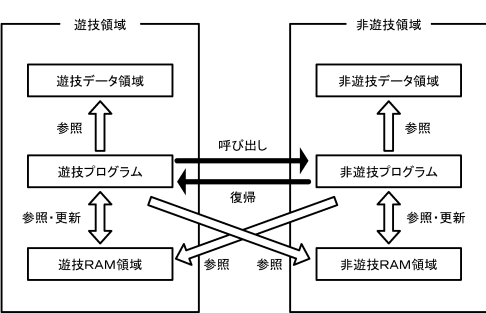 遊技領域
非遊技領域
遊技データ領域
非遊技データ領域
参照
参照
呼び出し
遊技プログラム
非遊技プログラム
復帰
参照・更新
参照・更新
遊技RAM領域
参照
参照
非遊技RAM領域